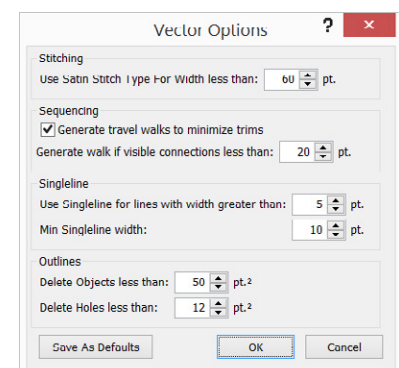 Vector Options ? ×
Stitching
Use Satin Stitch Type For Width less than: 60 pt.
Sequencing
Generate travel walks to minimize trims
Generate walk if visible connections less than: 20 pt.
Singleline
Use Singleline for lines with width greater than: 5 pt.
Min Singleline width: 10 pt.
Outlines
Delete Objects less than: 50 pt.²
Delete Holes less than: 12 pt.²
Save As Defaults OK Cancel